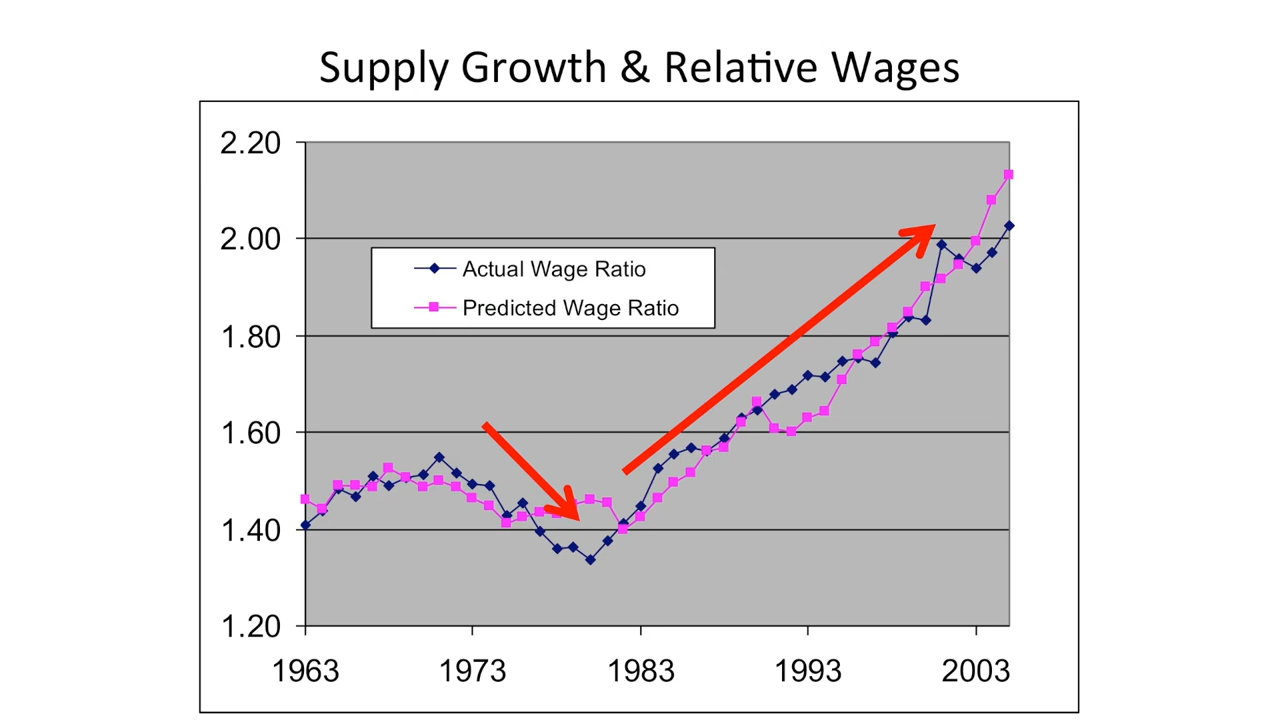 Supply Growth & Relative Wages
2.20
2.00
1.80
1.60
1.40
1.20
Actual Wage Ratio
Predicted Wage Ratio
1963 1973 1983 1993 2003